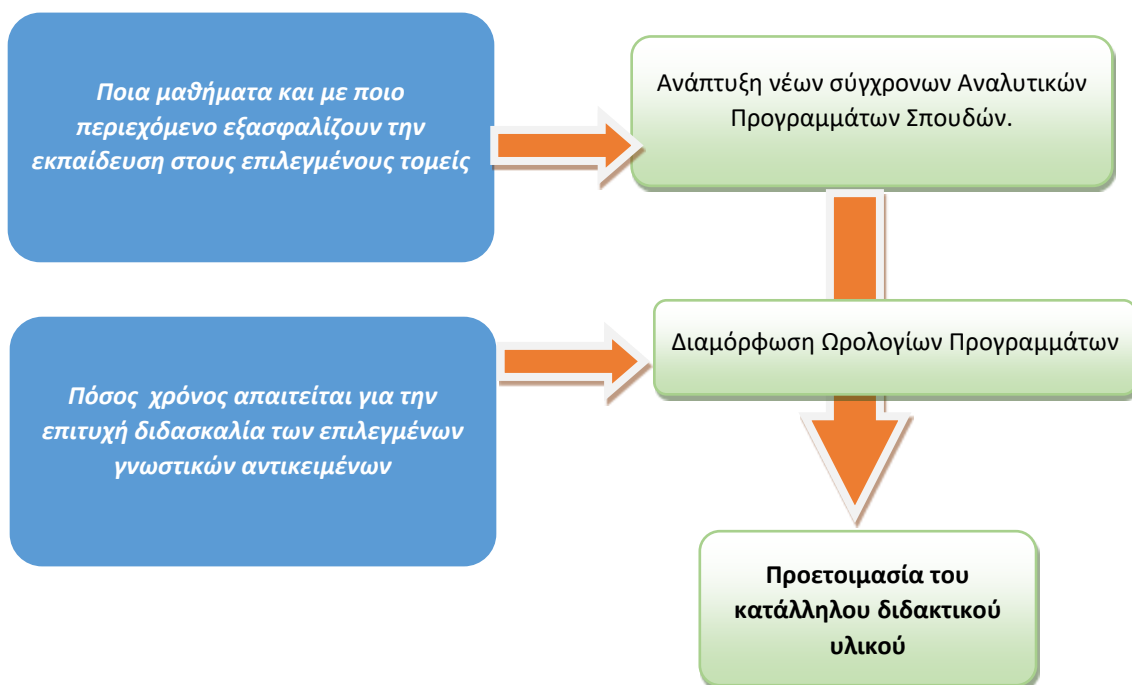 Ποια μαθήματα και με ποιο
περιεχόμενο εξασφαλίζουν την
εκπαίδευση στους επιλεγμένους τομείς
Ανάπτυξη νέων σύγχρονων Αναλυτικών
Προγραμμάτων Σπουδών.
Πόσος  χρόνος απαιτείται για την
επιτυχή διδασκαλία των επιλεγμένων
γνωστικών αντικειμένων
Διαμόρφωση Ωρολογίων Προγραμμάτων
Προετοιμασία του
κατάλληλου διδακτικού
υλικού